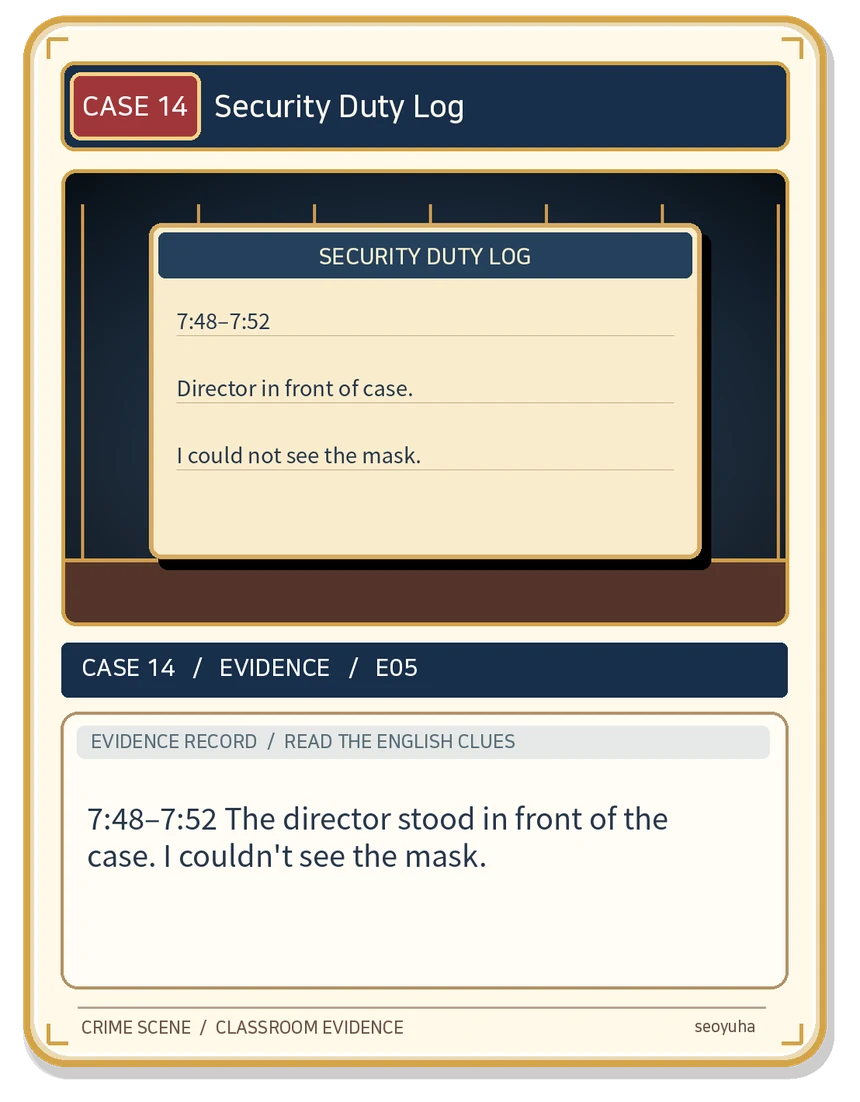 CASE 14 Security Duty Log
SECURITY DUTY LOG
7:48–7:52
Director in front of case.
I could not see the mask.
CASE 14 / EVIDENCE / E05
EVIDENCE RECORD / READ THE ENGLISH CLUES
7:48–7:52 The director stood in front of the
case. I couldn't see the mask.
CRIME SCENE / CLASSROOM EVIDENCE
seoyuha